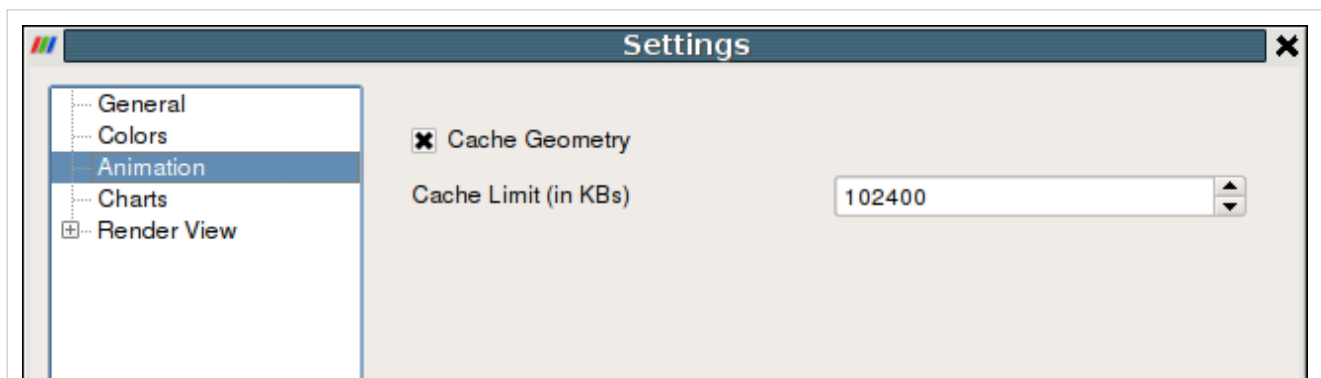 Settings
General
Colors
Animation
Charts
Render View
Cache Geometry
Cache Limit (in KBs)
102400